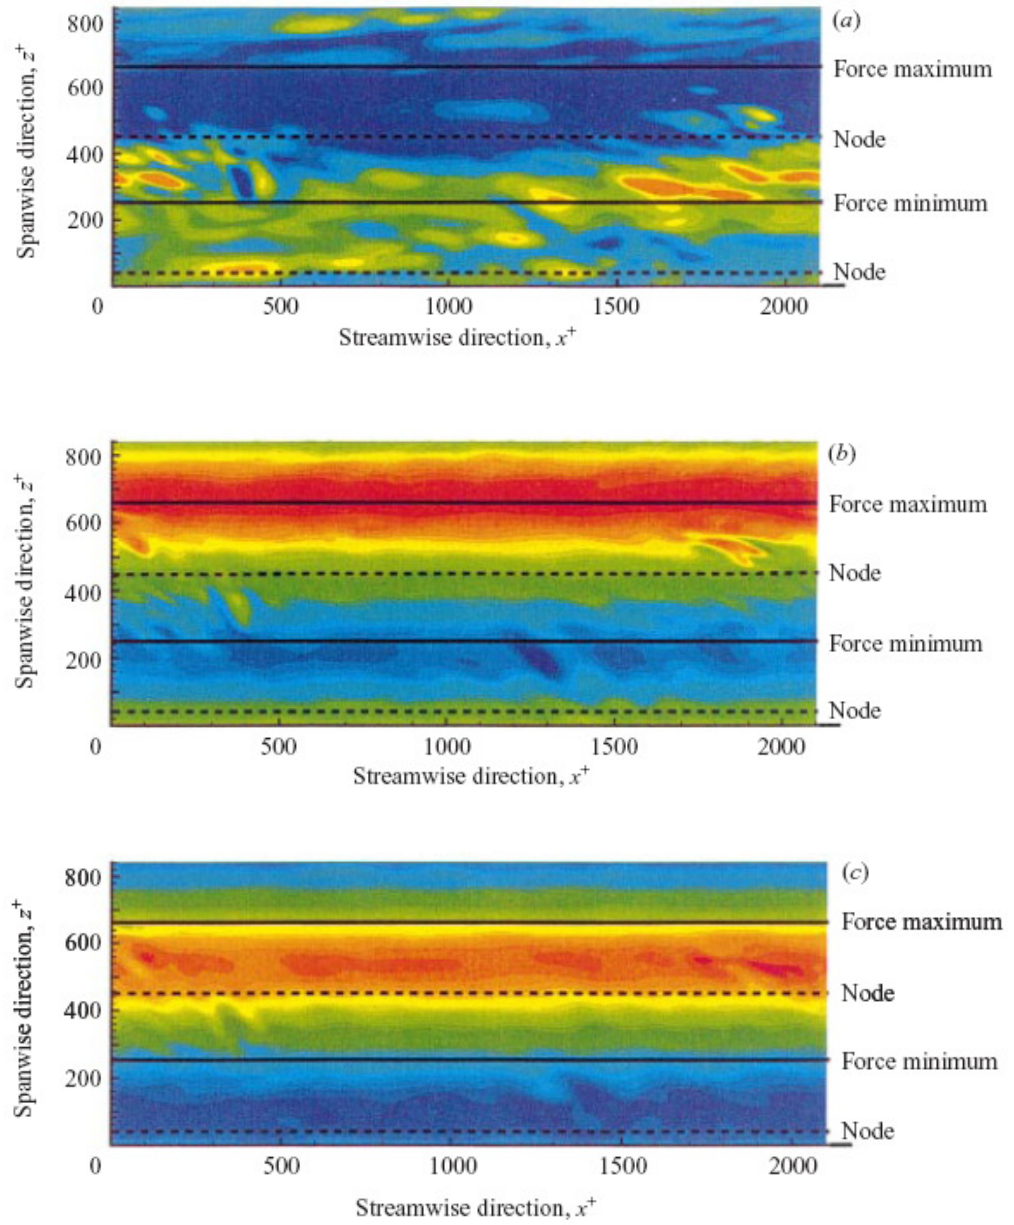 (a)
800
600
400
200
0
500
1000
1500
2000
Spanwise direction, z⁺
Streamwise direction, x⁺
Force maximum
Node
Force minimum
Node
(b)
800
600
400
200
0
500
1000
1500
2000
Spanwise direction, z⁺
Streamwise direction, x⁺
Force maximum
Node
Force minimum
Node
(c)
800
600
400
200
0
500
1000
1500
2000
Spanwise direction, z⁺
Streamwise direction, x⁺
Force maximum
Node
Force minimum
Node